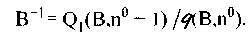 B⁻¹ = Q₁(B,n⁰ − 1) / q(B,n⁰).